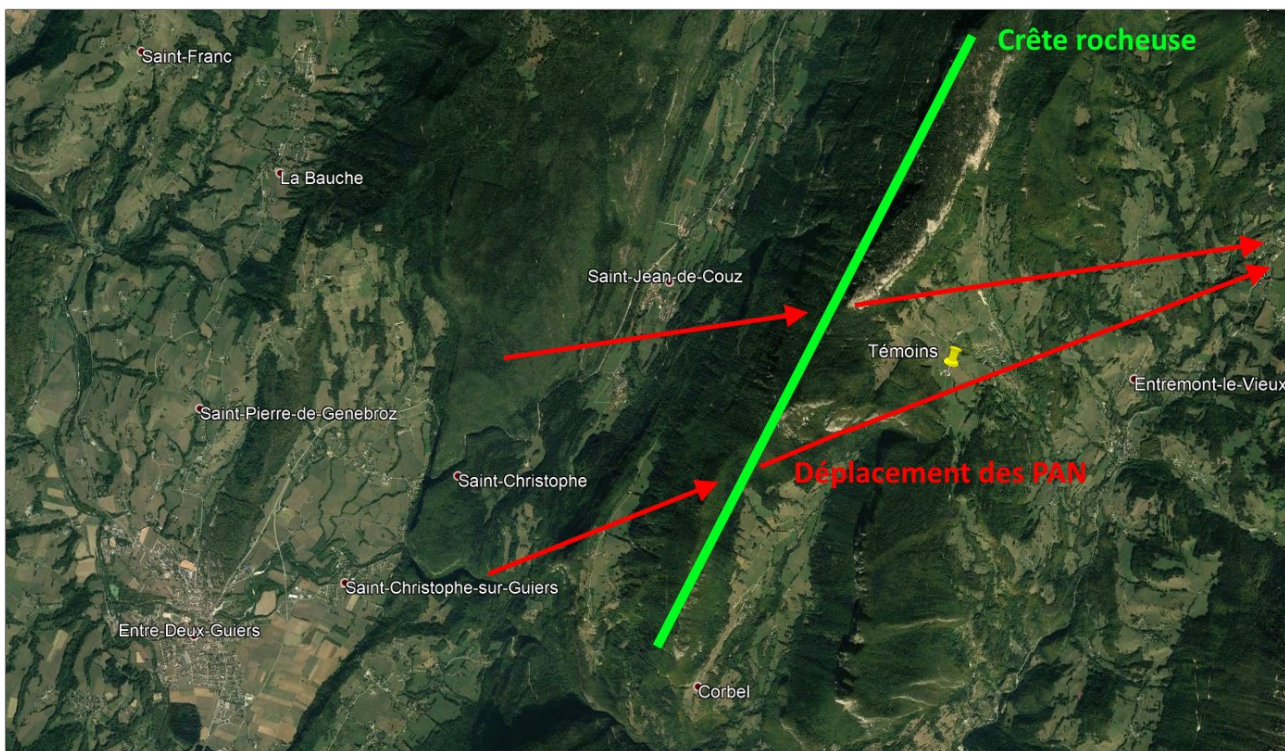 Crête rocheuse
Saint-Franc
La Bauche
Saint-Jean-de-Couz
Témoins
Entremont-le-Vieux
Saint-Pierre-de-Genebroz
Déplacement des PAN
Saint-Christophe
Saint-Christophe-sur-Guiers
Entre-Deux-Guiers
Corbel